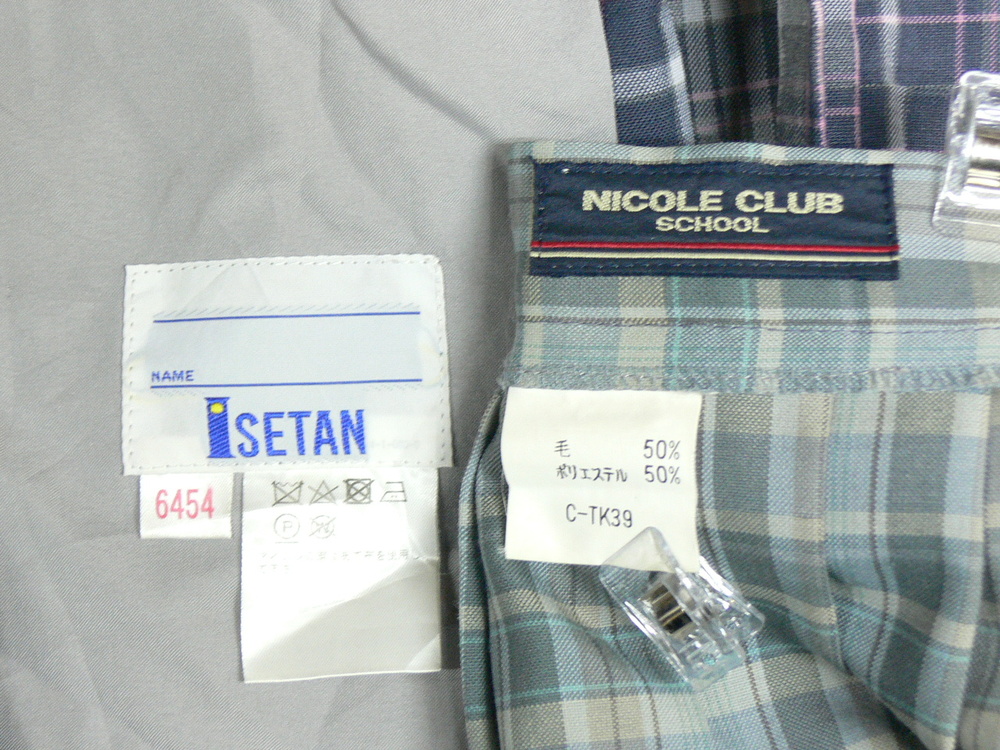 NICOLE CLUB
SCHOOL
NAME
ISETAN
6454
毛 50%
ポリエステル 50%
C-TK39
P